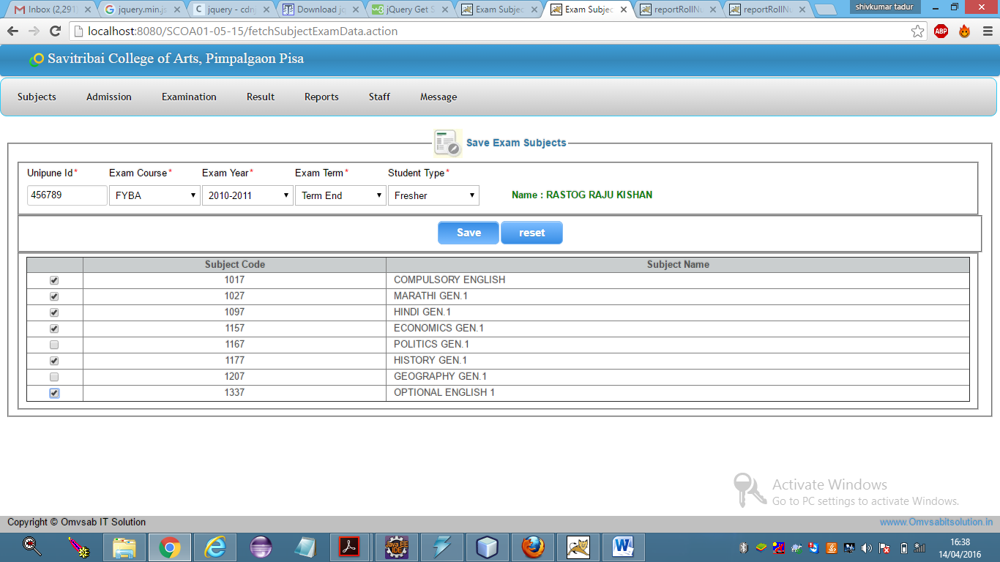 Inbox (2,291
jquery.min.js
jquery - cdnj
Download jq
jQuery Get S
Exam Subjec
Exam Subjec
reportRollNu
reportRollNu
shivkumar tadur
localhost:8080/SCOA01-05-15/fetchSubjectExamData.action
ABP
Savitribai College of Arts, Pimpalgaon Pisa
Subjects Admission Examination Result Reports Staff Message
Save Exam Subjects
Unipune Id* Exam Course* Exam Year* Exam Term* Student Type*
456789 FYBA 2010-2011 Term End Fresher Name : RASTOG RAJU KISHAN
Save reset
Subject Code Subject Name
1017 COMPULSORY ENGLISH
1027 MARATHI GEN.1
1097 HINDI GEN.1
1157 ECONOMICS GEN.1
1167 POLITICS GEN.1
1177 HISTORY GEN.1
1207 GEOGRAPHY GEN.1
1337 OPTIONAL ENGLISH 1
Activate Windows
Go to PC settings to activate Windows.
Copyright © Omvsab IT Solution wwww.Omvsabitsolution.in
Java EE
IDE
16:38
14/04/2016